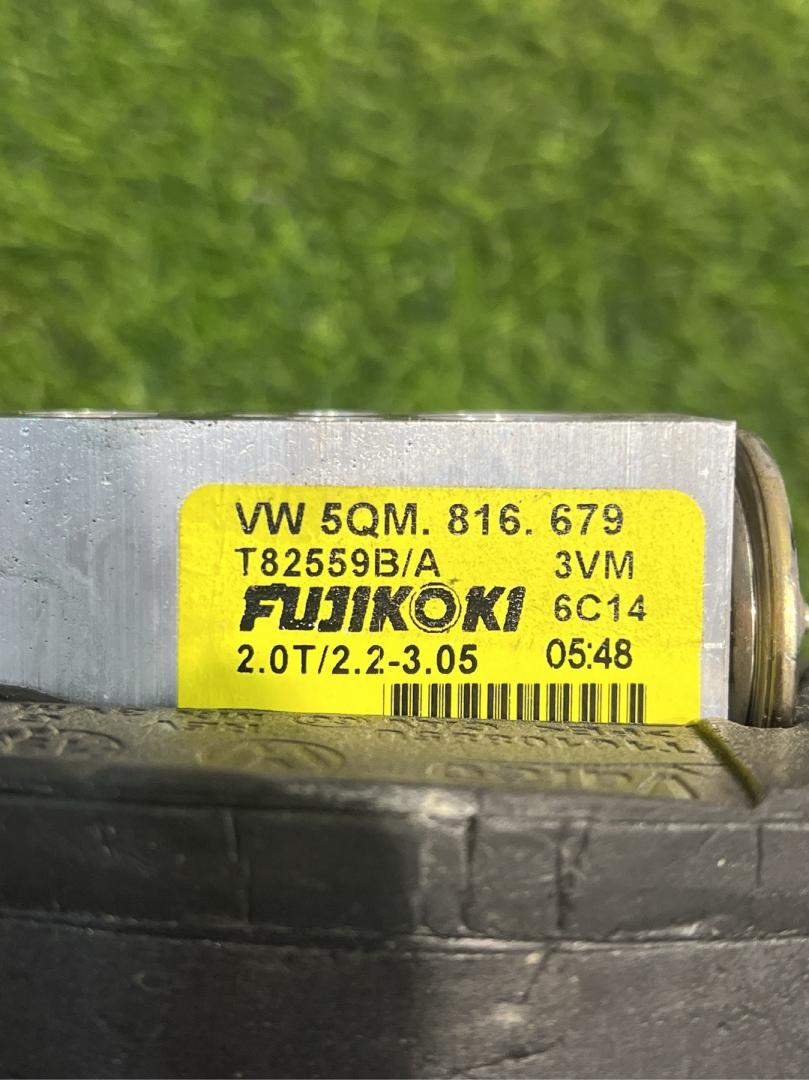 VW 5QM. 816. 679
T82559B/A 3VM
FUJIKOKI 6C14
2.0T/2.2-3.05 05:48